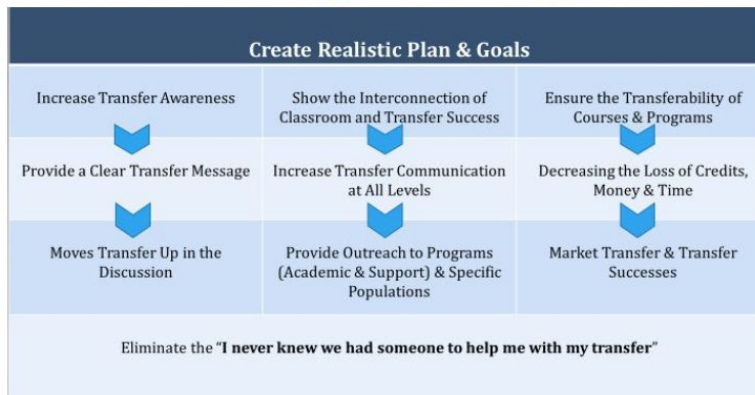 Create Realistic Plan & Goals
Increase Transfer Awareness
Show the Interconnection of
Classroom and Transfer Success
Ensure the Transferability of
Courses & Programs
Provide a Clear Transfer Message
Increase Transfer Communication
at All Levels
Decreasing the Loss of Credits,
Money & Time
Moves Transfer Up in the
Discussion
Provide Outreach to Programs
(Academic & Support) & Specific
Populations
Market Transfer & Transfer
Successes
Eliminate the “I never knew we had someone to help me with my transfer”